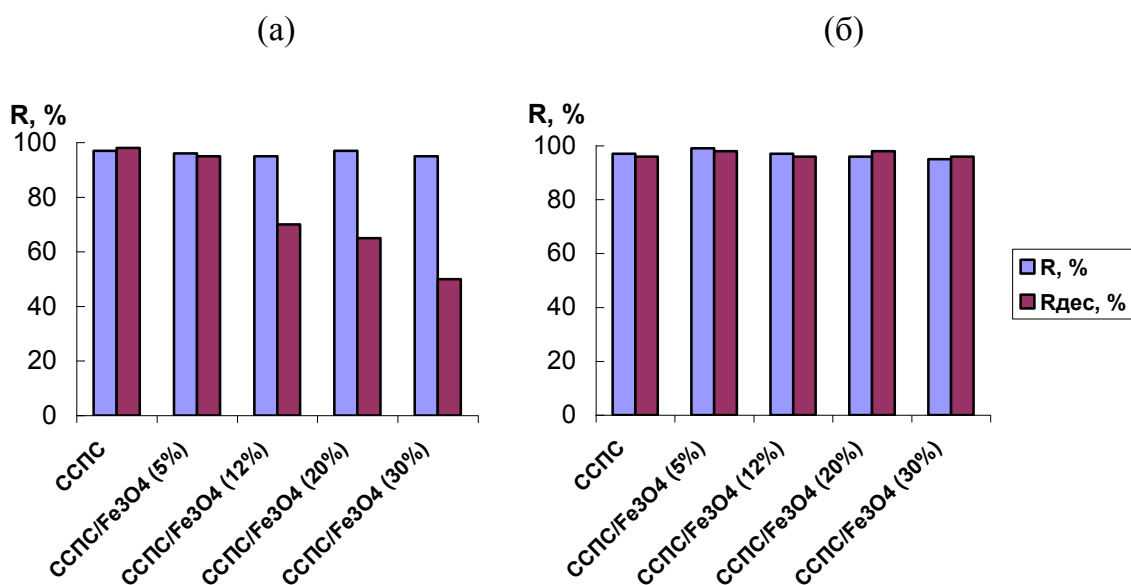 (а)
(б)
R, %
100
80
60
40
20
0
ССПС
ССПС/Fe3O4 (5%)
ССПС/Fe3O4 (12%)
ССПС/Fe3O4 (20%)
ССПС/Fe3O4 (30%)
R, %
100
80
60
40
20
0
ССПС
ССПС/Fe3O4 (5%)
ССПС/Fe3O4 (12%)
ССПС/Fe3O4 (20%)
ССПС/Fe3O4 (30%)
R, %
Rдес, %